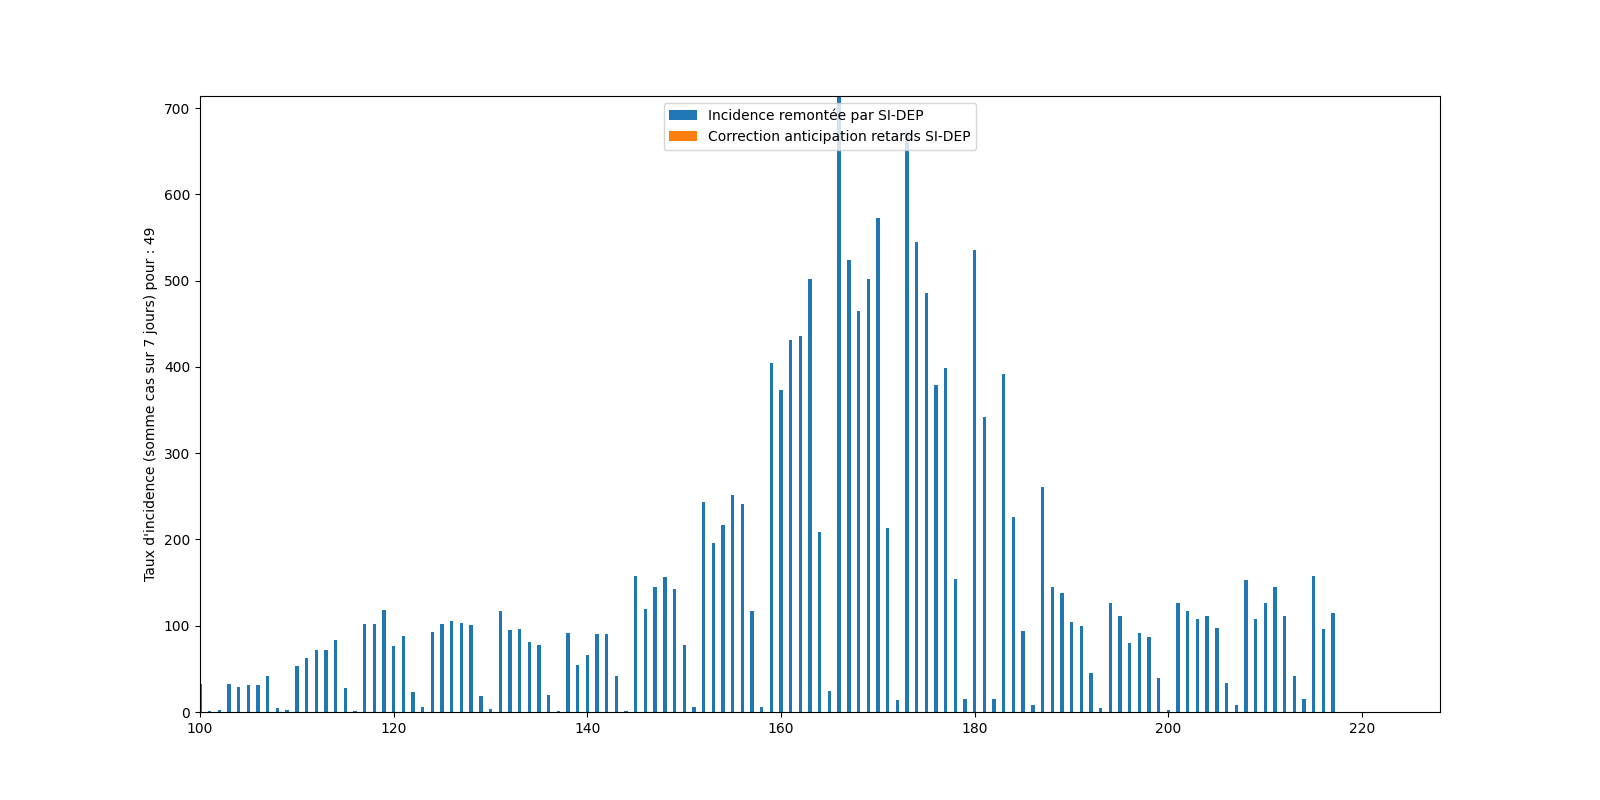 Incidence remontée par SI-DEP
Correction anticipation retards SI-DEP
Taux d'incidence (somme cas sur 7 jours) pour : 49
700
600
500
400
300
200
100
0
100 120 140 160 180 200 220